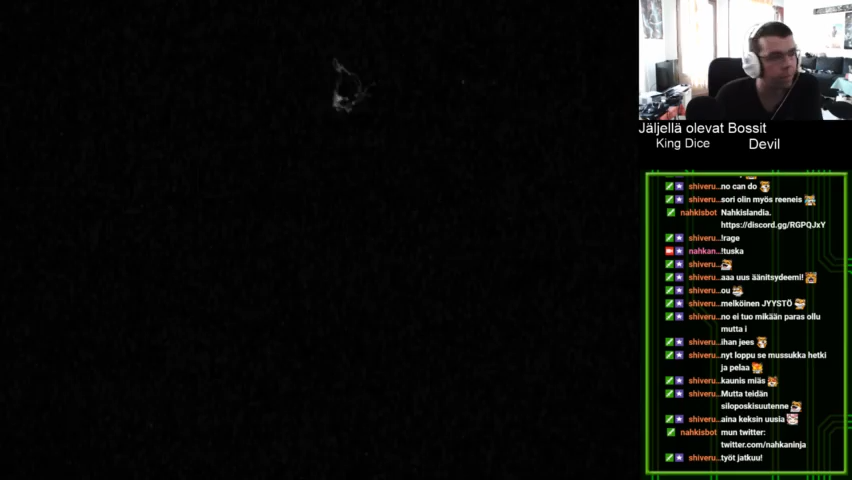 Jäljellä olevat Bossit
King Dice Devil
shiveru...no can do
shiveru...sori olin myös reeneis
nahkisbot Nahkislandia.
https://discord.gg/RGPQJxY
shiveru...!rage
nahkan...!tuska
shiveru...
shiveru...aaa uus äänitsydeemi!
shiveru...ou
shiveru...melköinen JYYSTÖ
shiveru...no ei tuo mikään paras ollu
mutta i
shiveru...ihan jees
shiveru...nyt loppu se mussukka hetki
ja pelaa
shiveru...kaunis miäs
shiveru...Mutta teidän
siloposkisuutenne
shiveru...aina keksin uusia
nahkisbot mun twitter:
twitter.com/nahkaninja
shiveru...työt jatkuu!